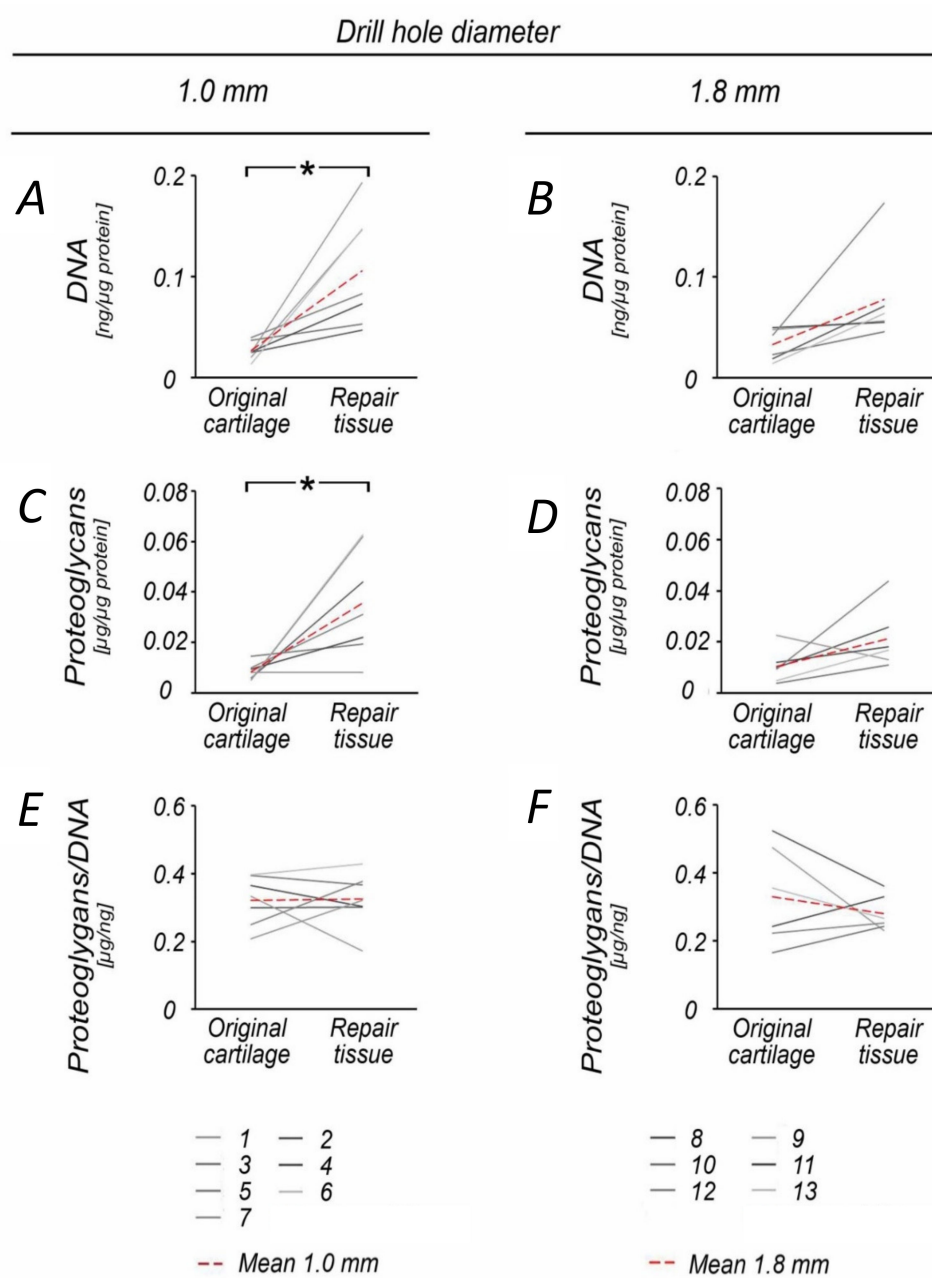 Drill hole diameter
1.0 mm
1.8 mm
A
DNA
[ng/µg protein]
0.2
0.1
0
*
Original
cartilage
Repair
tissue
B
DNA
[ng/µg protein]
0.2
0.1
0
Original
cartilage
Repair
tissue
C
Proteoglycans
[µg/µg protein]
0.08
0.06
0.04
0.02
0
*
Original
cartilage
Repair
tissue
D
Proteoglycans
[µg/µg protein]
0.08
0.06
0.04
0.02
0
Original
cartilage
Repair
tissue
E
Proteoglygans/DNA
[µg/ng]
0.6
0.4
0.2
0
Original
cartilage
Repair
tissue
F
Proteoglygans/DNA
[µg/ng]
0.6
0.4
0.2
0
Original
cartilage
Repair
tissue
1 2
3 4
5 6
7
Mean 1.0 mm
8 9
10 11
12 13
Mean 1.8 mm